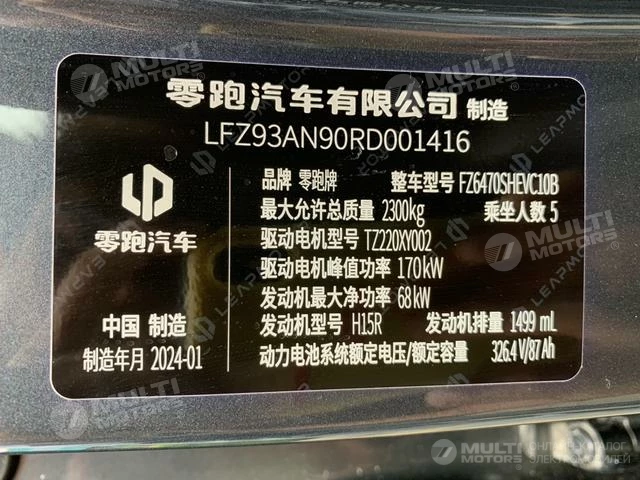 零跑汽车有限公司 制造
LFZ93AN90RD001416
品牌 零跑牌 整车型号 FZ6470SHEVC10B
最大允许总质量 2300kg 乘坐人数 5
驱动电机型号 TZ220XY002
驱动电机峰值功率 170kW
发动机最大净功率 68kW
发动机型号 H15R 发动机排量 1499 mL
动力电池系统额定电压/额定容量 326.4V/87Ah
零跑汽车
中国 制造
制造年月 2024-01
MULTI MOTORS
LEAPMOTOR
MULTI MOTORS ОНЛАЙН-КАТАЛОГ ЭЛЕКТРОМОБИЛЕЙ